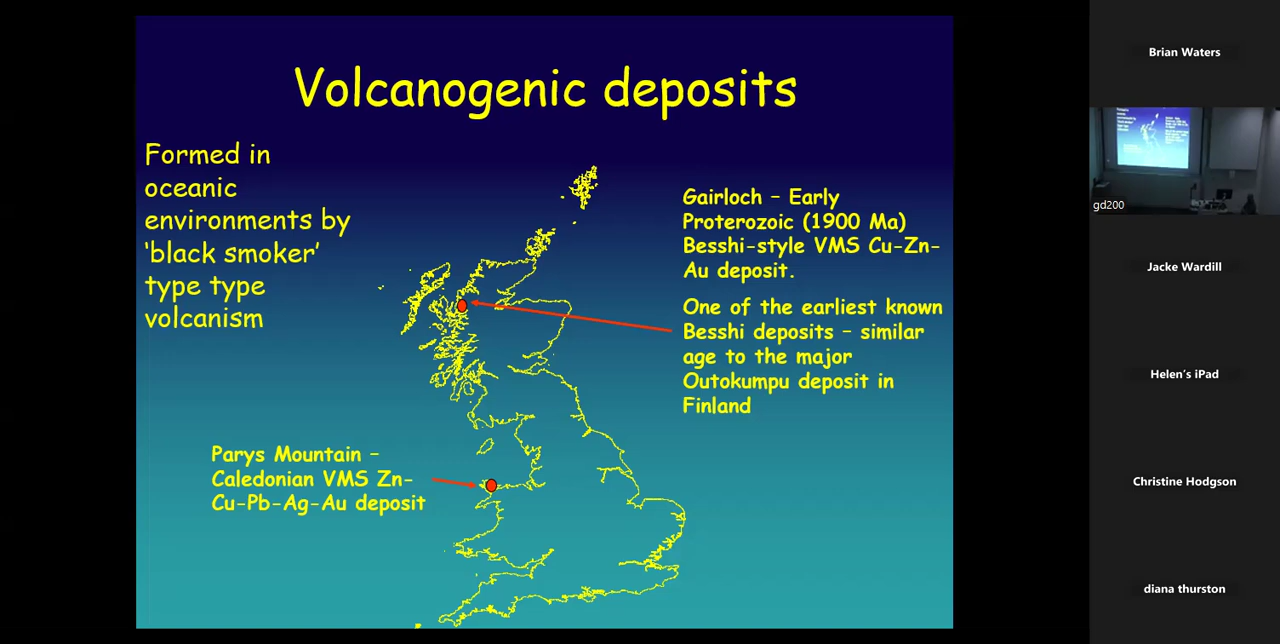 Volcanogenic deposits
Formed in
oceanic
environments by
‘black smoker’
type type
volcanism
Gairloch – Early
Proterozoic (1900 Ma)
Besshi-style VMS Cu-Zn-
Au deposit.
One of the earliest known
Besshi deposits – similar
age to the major
Outokumpu deposit in
Finland
Parys Mountain –
Caledonian VMS Zn-
Cu-Pb-Ag-Au deposit
Brian Waters
gd200
Jacke Wardill
Helen’s iPad
Christine Hodgson
diana thurston